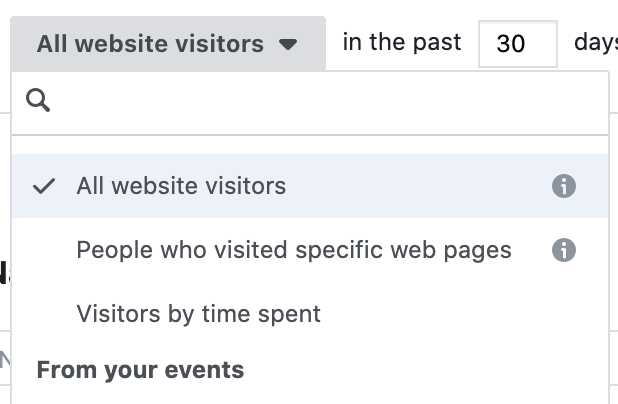 All website visitors in the past 30 days
All website visitors
People who visited specific web pages
Visitors by time spent
From your events